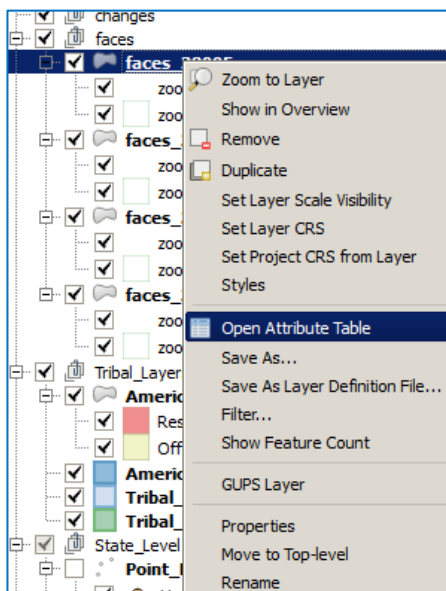 changes
faces
faces_
zoo
zoo
faces_
zoo
zoo
faces_
zoo
zoo
faces_
zoo
zoo
Tribal_Layer
Americ
Res
Off
Americ
Tribal_
Tribal_
State_Level
Point_
Zoom to Layer
Show in Overview
Remove
Duplicate
Set Layer Scale Visibility
Set Layer CRS
Set Project CRS from Layer
Styles
Open Attribute Table
Save As...
Save As Layer Definition File...
Filter...
Show Feature Count
GUPS Layer
Properties
Move to Top-level
Rename